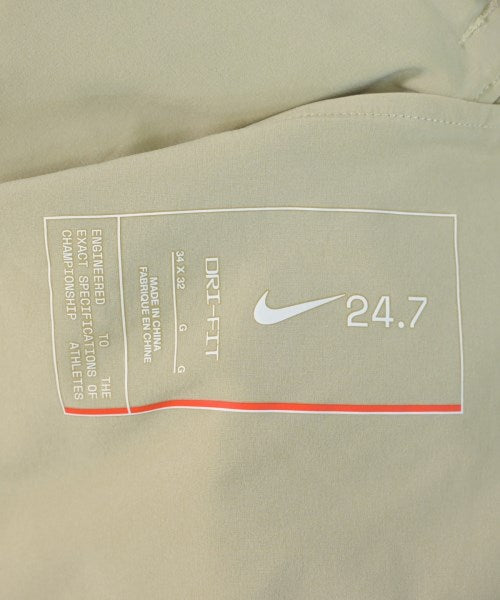 24.7
DRI-FIT
34 X 32 G G
MADE IN CHINA
FABRIQUE EN CHINE
ENGINEERED TO THE
EXACT SPECIFICATIONS OF
CHAMPIONSHIP ATHLETES